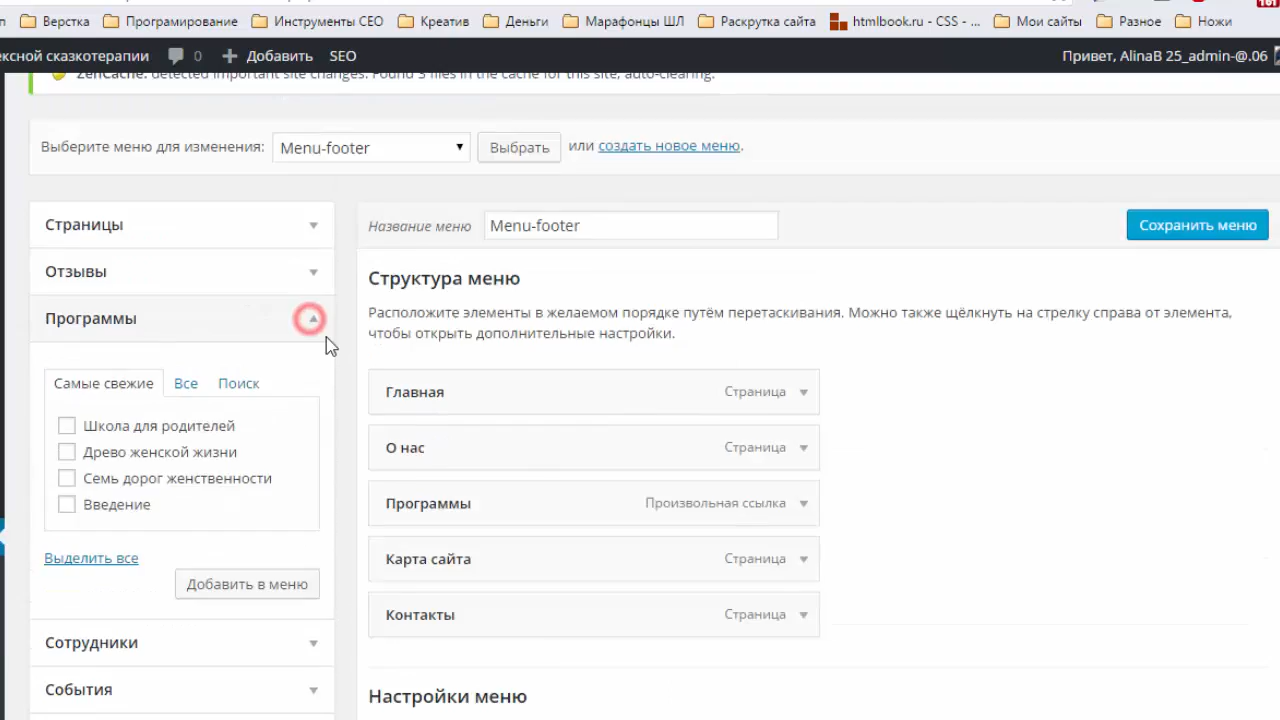 п Верстка Програмирование Инструменты СЕО Креатив Деньги Марафонцы ШЛ Раскрутка сайта htmlbook.ru - CSS - ... Мои сайты Разное Ножи
ексной сказкотерапии 0 + Добавить SEO Привет, AlinaB 25_admin-@.06
ZenCache: detected important site changes. Found 3 files in the cache for this site; auto-clearing.
Выберите меню для изменения: Menu-footer Выбрать или создать новое меню.
Страницы
Отзывы
Программы
Самые свежие Все Поиск
Школа для родителей
Древо женской жизни
Семь дорог женственности
Введение
Выделить все
Добавить в меню
Сотрудники
События
Название меню Menu-footer Сохранить меню
Структура меню
Расположите элементы в желаемом порядке путём перетаскивания. Можно также щёлкнуть на стрелку справа от элемента,
чтобы открыть дополнительные настройки.
Главная Страница
О нас Страница
Программы Произвольная ссылка
Карта сайта Страница
Контакты Страница
Настройки меню